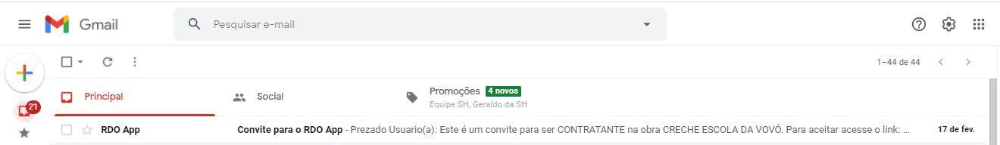 Gmail
Pesquisar e-mail
1–44 de 44
Principal
Social
Promoções 4 novos
Equipe SH, Geraldo da SH
21
RDO App Convite para o RDO App - Prezado Usuario(a): Este é um convite para ser CONTRATANTE na obra CRECHE ESCOLA DA VOVÓ. Para aceitar acesse o link: ... 17 de fev.